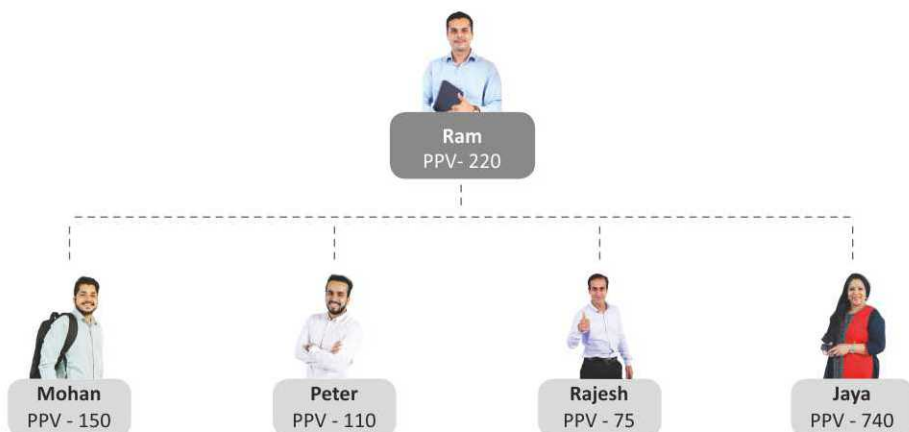 Ram
PPV- 220
Mohan
PPV - 150
Peter
PPV - 110
Rajesh
PPV - 75
Jaya
PPV - 740